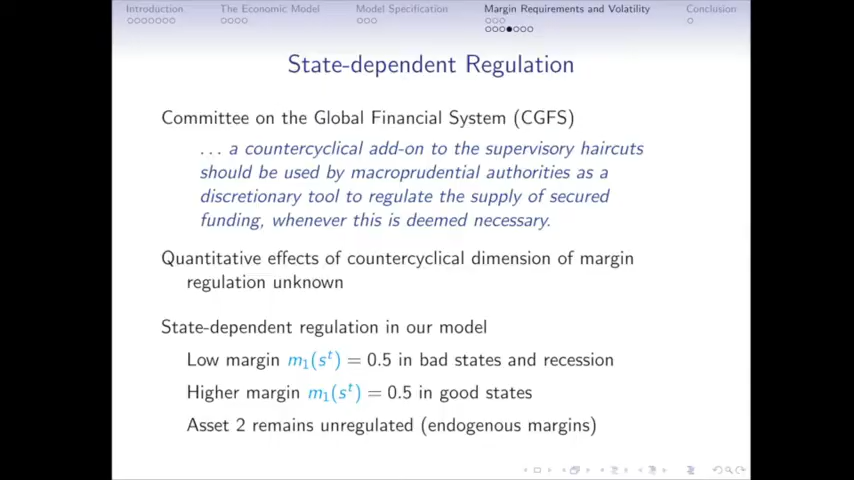 Introduction The Economic Model Model Specification Margin Requirements and Volatility Conclusion
State-dependent Regulation
Committee on the Global Financial System (CGFS)
. . . a countercyclical add-on to the supervisory haircuts
should be used by macroprudential authorities as a
discretionary tool to regulate the supply of secured
funding, whenever this is deemed necessary.
Quantitative effects of countercyclical dimension of margin
regulation unknown
State-dependent regulation in our model
Low margin m₁(sᵗ) = 0.5 in bad states and recession
Higher margin m₁(sᵗ) = 0.5 in good states
Asset 2 remains unregulated (endogenous margins)